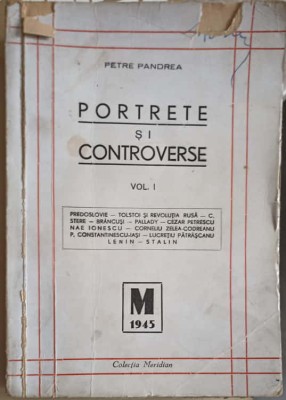 PETRE PANDREA
PORTRETE
ȘI
CONTROVERSE
VOL. I
PREDOSLOVIE — TOLSTOI ȘI REVOLUȚIA RUSĂ — C.
STERE — BRÂNCUȘI — PALLADY — CEZAR PETRESCU
NAE IONESCU — CORNELIU ZELEA-CODREANU
P. CONSTANTINESCU-IAȘI — LUCREȚIU PĂTRĂȘCANU
LENIN — STALIN
M
1945
Colecția Meridian